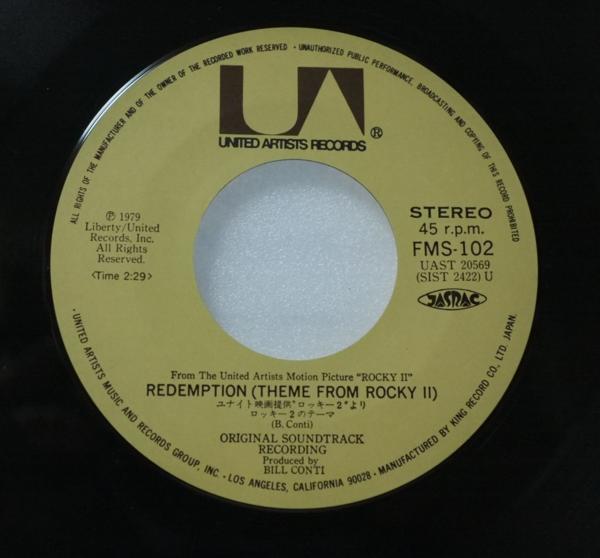 ALL RIGHTS OF THE MANUFACTURER AND OF THE OWNER OF THE RECORDED WORK RESERVED • UNAUTHORIZED PUBLIC PERFORMANCE, BROADCASTING AND COPYING OF THIS RECORD PROHIBITED
UA
UNITED ARTISTS RECORDS ®
℗ 1979
Liberty/United
Records, Inc.
All Rights
Reserved.
<Time 2:29>
STEREO
45 r.p.m.
FMS-102
UAST 20569
(SIST 2422) U
JASRAC
From The United Artists Motion Picture "ROCKY II"
REDEMPTION (THEME FROM ROCKY II)
ユナイト映画提供"ロッキー2"より
ロッキー2のテーマ
(B. Conti)
ORIGINAL SOUNDTRACK
RECORDING
Produced by
BILL CONTI
• UNITED ARTISTS MUSIC AND RECORDS GROUP, INC. • LOS ANGELES, CALIFORNIA 90028 • MANUFACTURED BY KING RECORD CO., LTD. JAPAN.